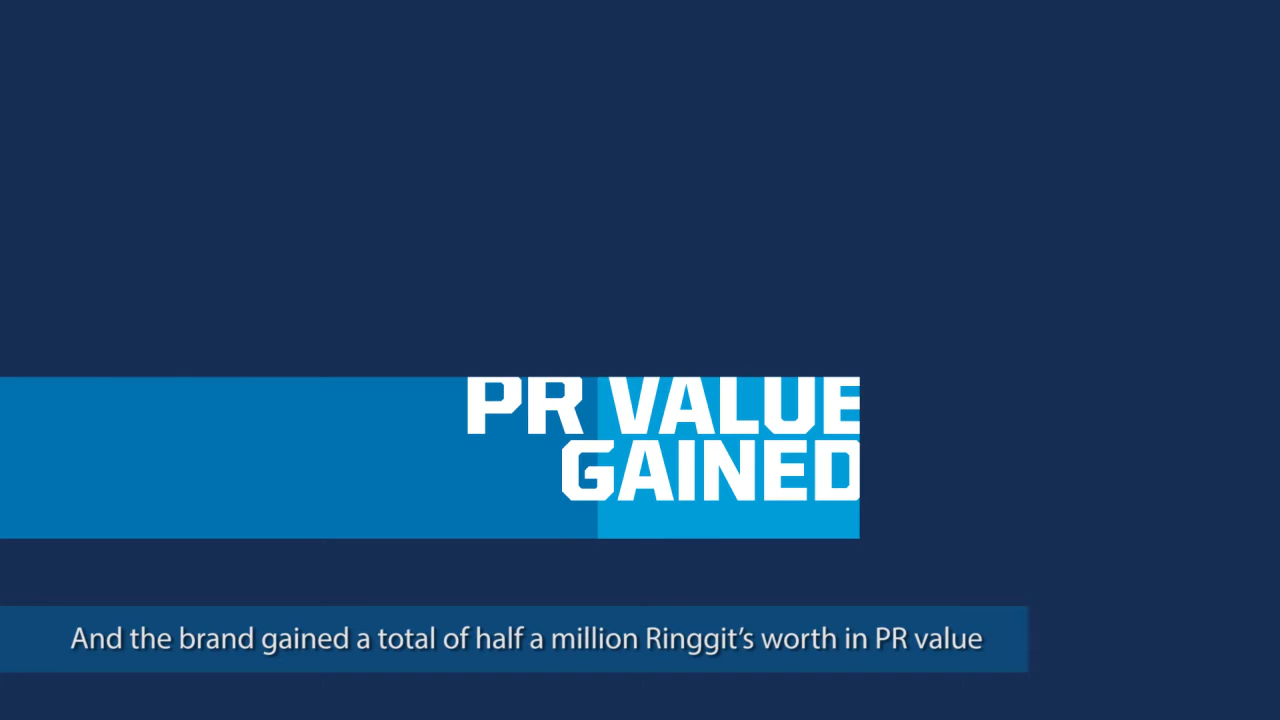 PR VALUE
GAINED
And the brand gained a total of half a million Ringgit’s worth in PR value